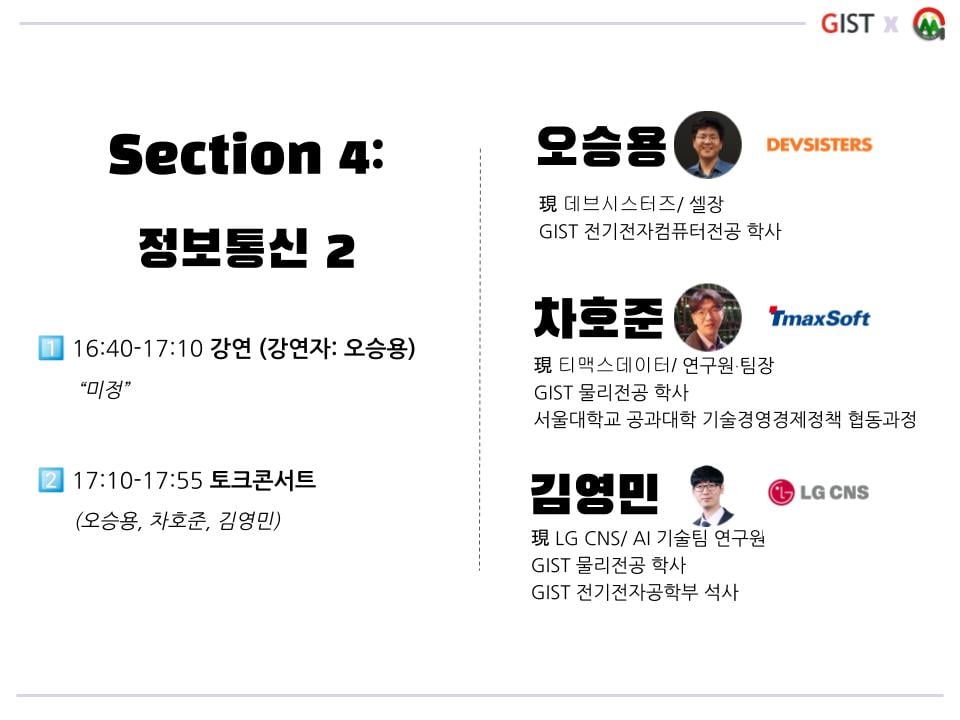 GIST X
Section 4:
정보통신 2
1 16:40-17:10 강연 (강연자: 오승용)
“미정”
2 17:10-17:55 토크콘서트
(오승용, 차호준, 김영민)
오승용 DEVSISTERS
現 데브시스터즈/ 셀장
GIST 전기전자컴퓨터전공 학사
차호준 TmaxSoft
現 티맥스데이터/ 연구원·팀장
GIST 물리전공 학사
서울대학교 공과대학 기술경영경제정책 협동과정
김영민 LG CNS
現 LG CNS/ AI 기술팀 연구원
GIST 물리전공 학사
GIST 전기전자공학부 석사